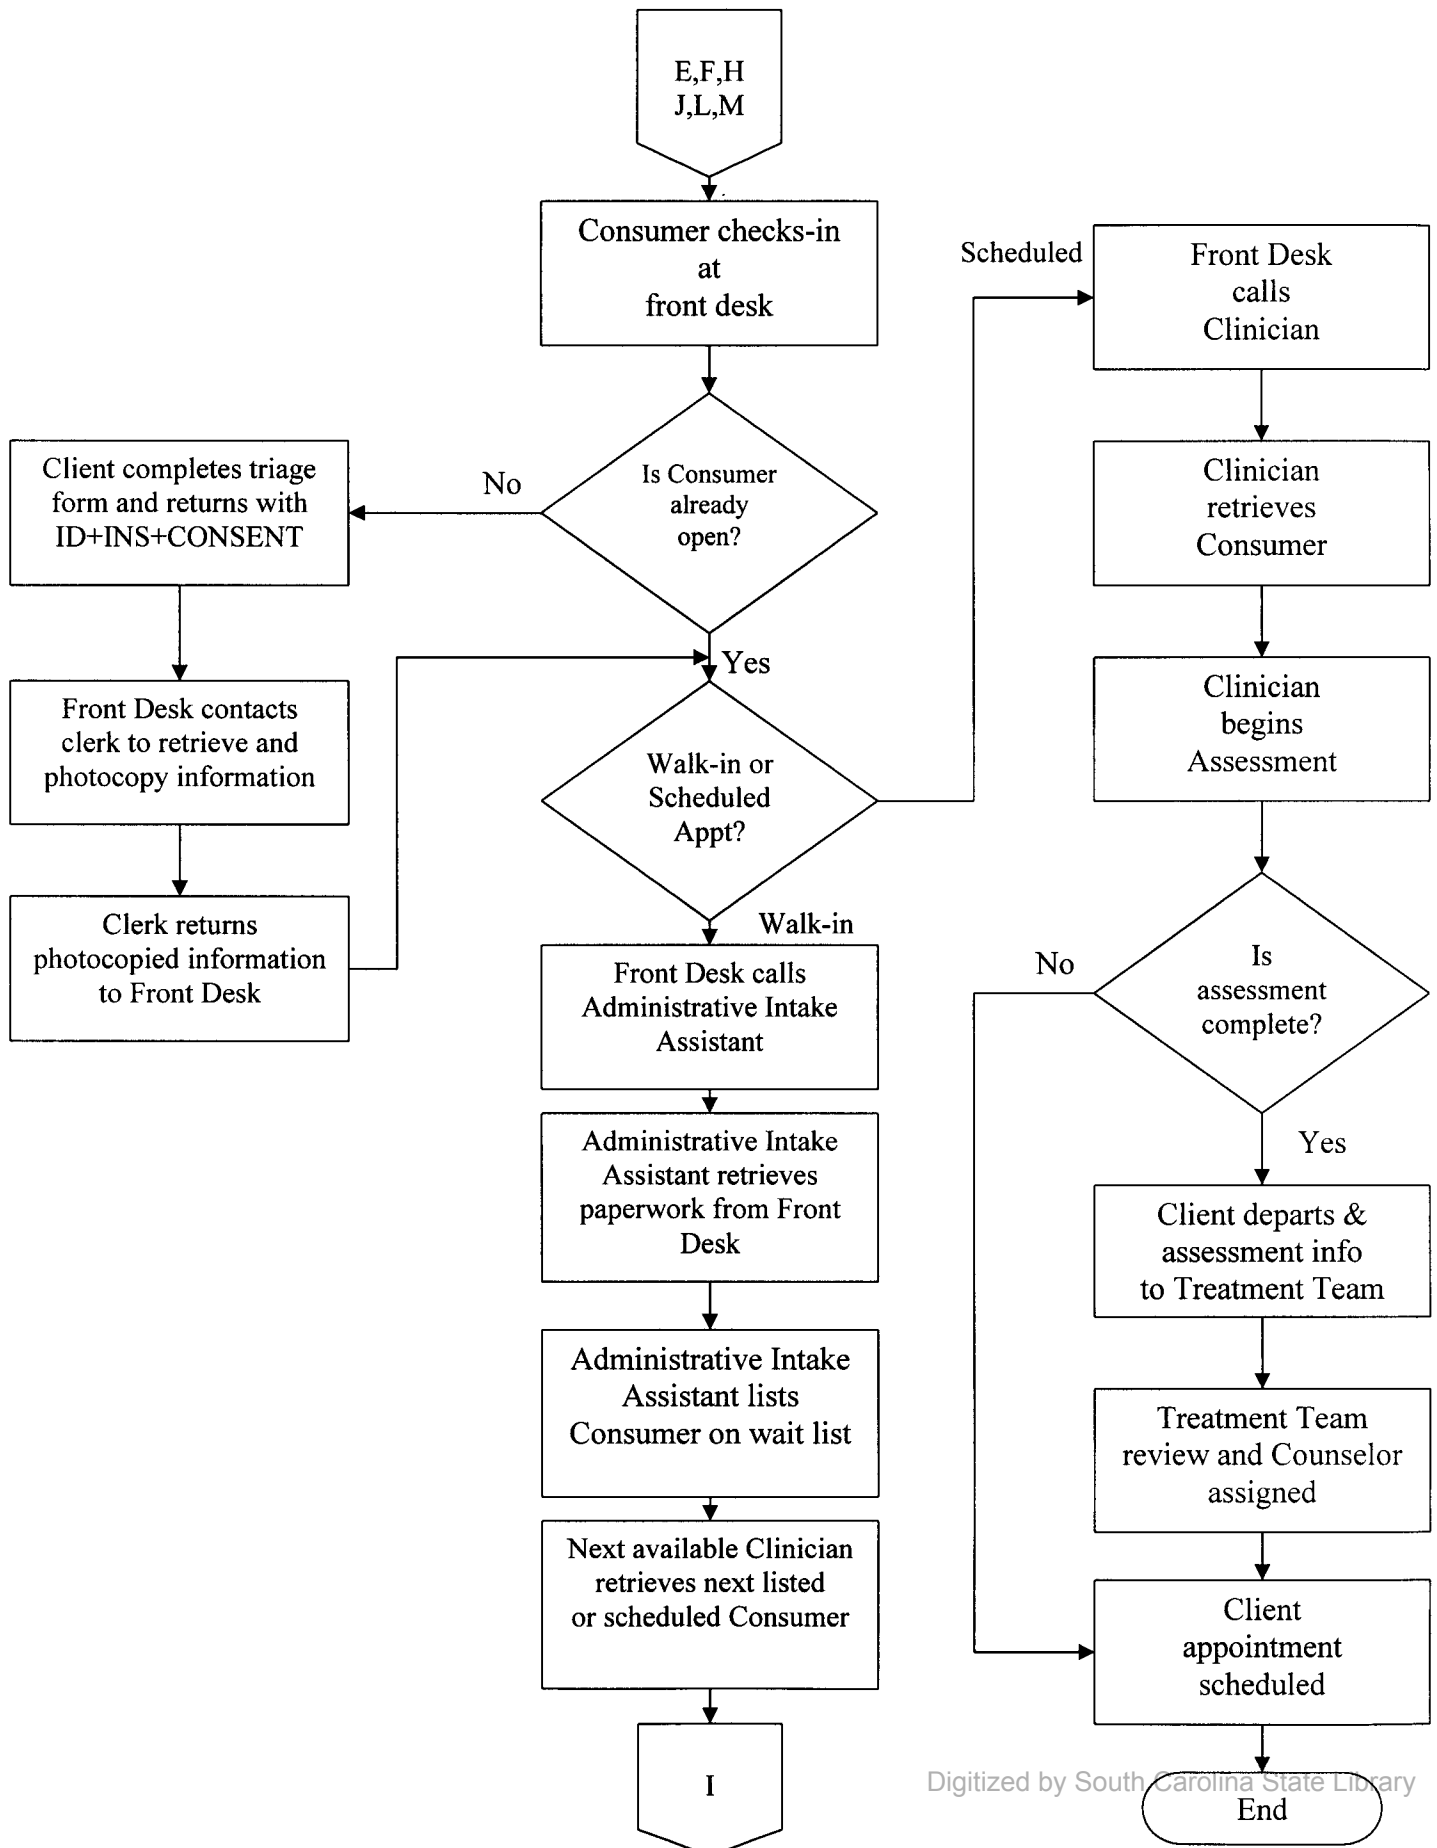 E,F,H
J,L,M
Consumer checks-in
at
front desk
Is Consumer
already
open?
No
Client completes triage
form and returns with
ID+INS+CONSENT
Front Desk contacts
clerk to retrieve and
photocopy information
Clerk returns
photocopied information
to Front Desk
Yes
Walk-in or
Scheduled
Appt?
Walk-in
Front Desk calls
Administrative Intake
Assistant
Administrative Intake
Assistant retrieves
paperwork from Front
Desk
Administrative Intake
Assistant lists
Consumer on wait list
Next available Clinician
retrieves next listed
or scheduled Consumer
I
Scheduled
Front Desk
calls
Clinician
Clinician
retrieves
Consumer
Clinician
begins
Assessment
Is
assessment
complete?
No
Yes
Client departs &
assessment info
to Treatment Team
Treatment Team
review and Counselor
assigned
Client
appointment
scheduled
Digitized by South Carolina State Library
End